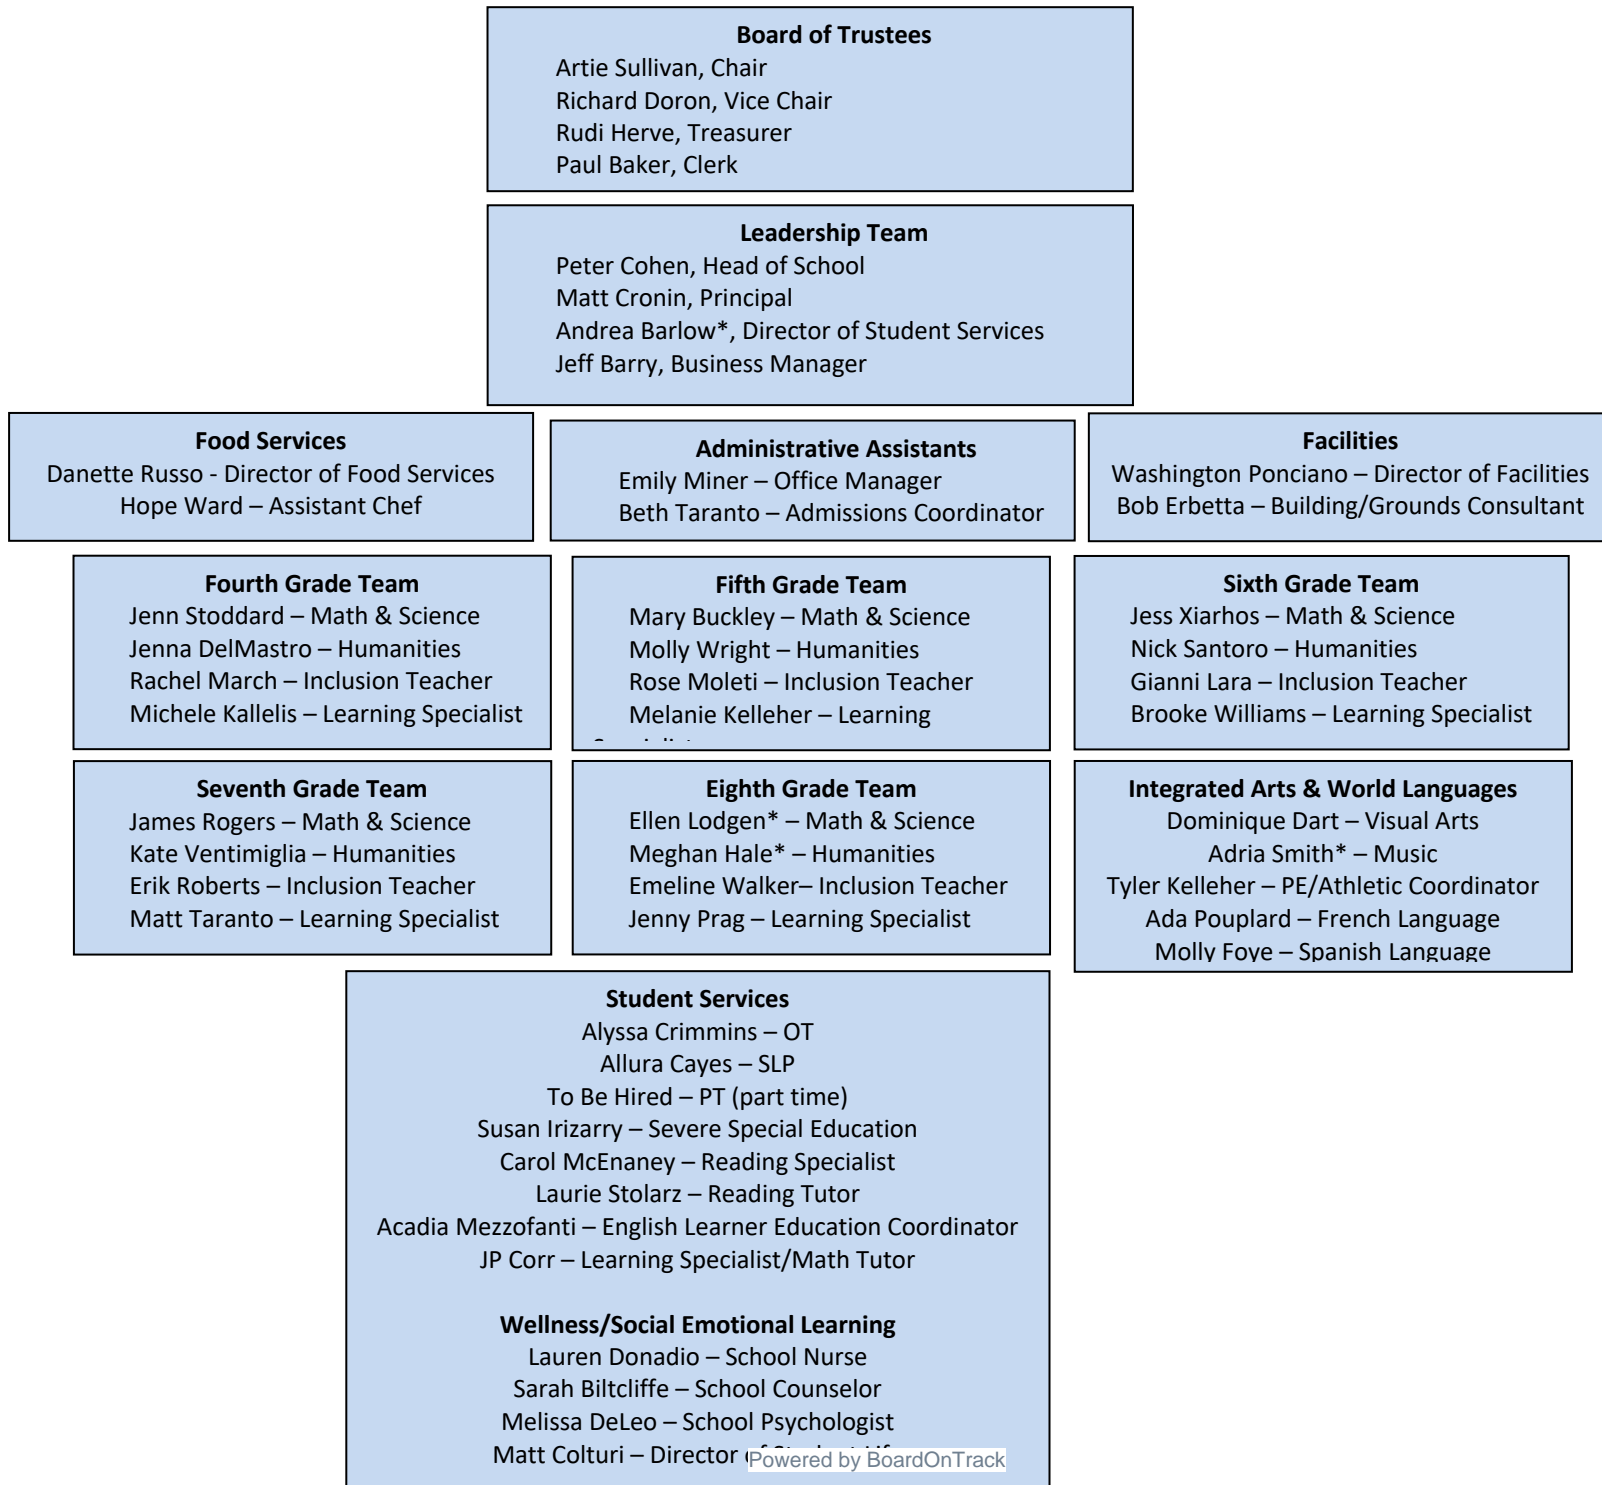 Board of Trustees
Artie Sullivan, Chair
Richard Doron, Vice Chair
Rudi Herve, Treasurer
Paul Baker, Clerk
Leadership Team
Peter Cohen, Head of School
Matt Cronin, Principal
Andrea Barlow*, Director of Student Services
Jeff Barry, Business Manager
Food Services
Danette Russo - Director of Food Services
Hope Ward – Assistant Chef
Administrative Assistants
Emily Miner – Office Manager
Beth Taranto – Admissions Coordinator
Facilities
Washington Ponciano – Director of Facilities
Bob Erbetta – Building/Grounds Consultant
Fourth Grade Team
Jenn Stoddard – Math & Science
Jenna DelMastro – Humanities
Rachel March – Inclusion Teacher
Michele Kallelis – Learning Specialist
Fifth Grade Team
Mary Buckley – Math & Science
Molly Wright – Humanities
Rose Moleti – Inclusion Teacher
Melanie Kelleher – Learning
Sixth Grade Team
Jess Xiarhos – Math & Science
Nick Santoro – Humanities
Gianni Lara – Inclusion Teacher
Brooke Williams – Learning Specialist
Seventh Grade Team
James Rogers – Math & Science
Kate Ventimiglia – Humanities
Erik Roberts – Inclusion Teacher
Matt Taranto – Learning Specialist
Eighth Grade Team
Ellen Lodgen* – Math & Science
Meghan Hale* – Humanities
Emeline Walker– Inclusion Teacher
Jenny Prag – Learning Specialist
Integrated Arts & World Languages
Dominique Dart – Visual Arts
Adria Smith* – Music
Tyler Kelleher – PE/Athletic Coordinator
Ada Pouplard – French Language
Molly Foye – Spanish Language
Student Services
Alyssa Crimmins – OT
Allura Cayes – SLP
To Be Hired – PT (part time)
Susan Irizarry – Severe Special Education
Carol McEnaney – Reading Specialist
Laurie Stolarz – Reading Tutor
Acadia Mezzofanti – English Learner Education Coordinator
JP Corr – Learning Specialist/Math Tutor
Wellness/Social Emotional Learning
Lauren Donadio – School Nurse
Sarah Biltcliffe – School Counselor
Melissa DeLeo – School Psychologist
Matt Colturi – Director
Powered by BoardOnTrack